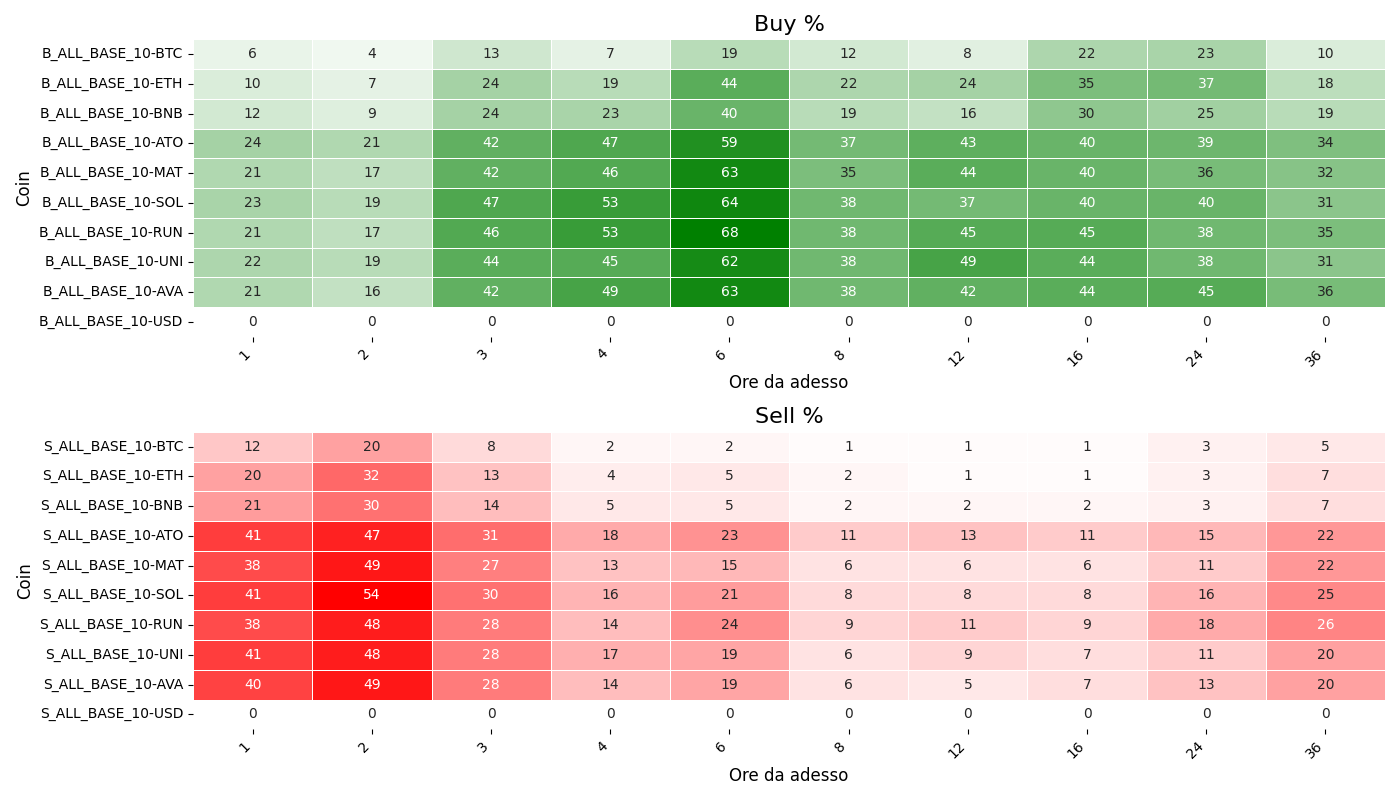 Buy %
Coin
B_ALL_BASE_10-BTC 6 4 13 7 19 12 8 22 23 10
B_ALL_BASE_10-ETH 10 7 24 19 44 22 24 35 37 18
B_ALL_BASE_10-BNB 12 9 24 23 40 19 16 30 25 19
B_ALL_BASE_10-ATO 24 21 42 47 59 37 43 40 39 34
B_ALL_BASE_10-MAT 21 17 42 46 63 35 44 40 36 32
B_ALL_BASE_10-SOL 23 19 47 53 64 38 37 40 40 31
B_ALL_BASE_10-RUN 21 17 46 53 68 38 45 45 38 35
B_ALL_BASE_10-UNI 22 19 44 45 62 38 49 44 38 31
B_ALL_BASE_10-AVA 21 16 42 49 63 38 42 44 45 36
B_ALL_BASE_10-USD 0 0 0 0 0 0 0 0 0 0
1 2 3 4 6 8 12 16 24 36
Ore da adesso
Sell %
Coin
S_ALL_BASE_10-BTC 12 20 8 2 2 1 1 1 3 5
S_ALL_BASE_10-ETH 20 32 13 4 5 2 1 1 3 7
S_ALL_BASE_10-BNB 21 30 14 5 5 2 2 2 3 7
S_ALL_BASE_10-ATO 41 47 31 18 23 11 13 11 15 22
S_ALL_BASE_10-MAT 38 49 27 13 15 6 6 6 11 22
S_ALL_BASE_10-SOL 41 54 30 16 21 8 8 8 16 25
S_ALL_BASE_10-RUN 38 48 28 14 24 9 11 9 18 26
S_ALL_BASE_10-UNI 41 48 28 17 19 6 9 7 11 20
S_ALL_BASE_10-AVA 40 49 28 14 19 6 5 7 13 20
S_ALL_BASE_10-USD 0 0 0 0 0 0 0 0 0 0
1 2 3 4 6 8 12 16 24 36
Ore da adesso